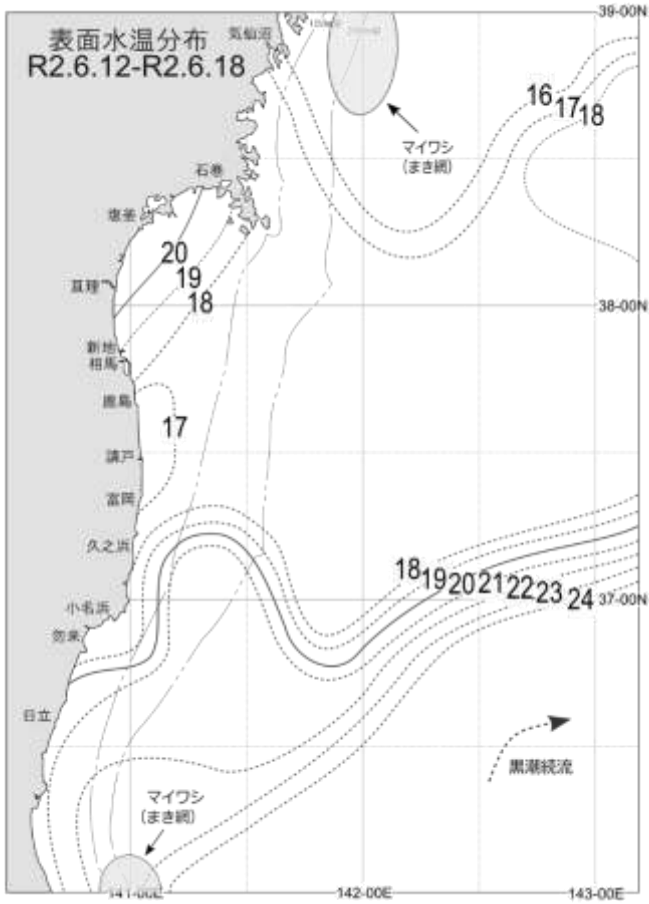 表面水温分布
R2.6.12-R2.6.18
気仙沼
39-00N
16
17
18
マイワシ
(まき網)
石巻
塩釜
20
19
18
亘理
38-00N
新地
相馬
鹿島
17
請戸
富岡
久之浜
18
19
20
21
22
23
24
小名浜
37-00N
勿来
日立
黒潮続流
マイワシ
(まき網)
141-00E
142-00E
143-00E